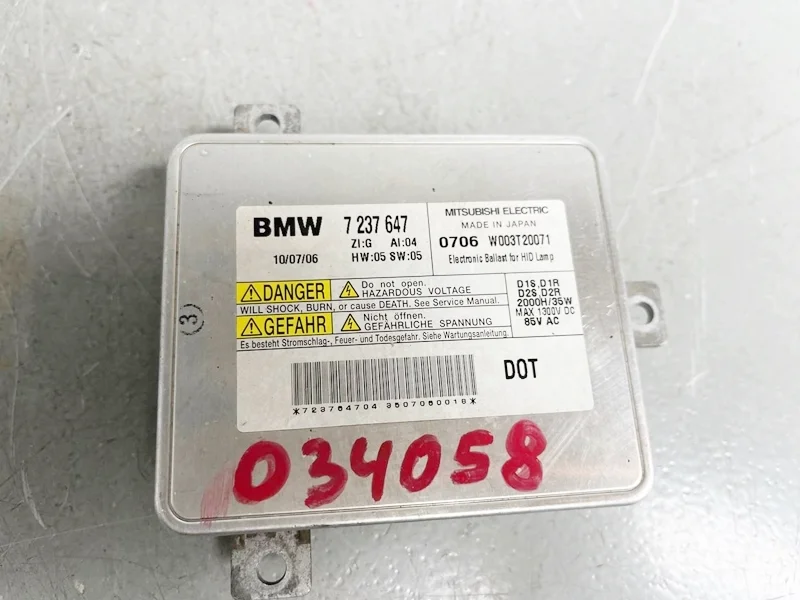 BMW 7 237 647
ZI:G AI:04
10/07/06 HW:05 SW:05
MITSUBISHI ELECTRIC
MADE IN JAPAN
0706 W003T20071
Electronic Ballast for HID Lamp
DANGER Do not open.
HAZARDOUS VOLTAGE
WILL SHOCK, BURN, or cause DEATH. See Service Manual.
GEFAHR Nicht öffnen.
GEFÄHRLICHE SPANNUNG
Es besteht Stromschlag-, Feuer- und Todesgefahr. Siehe Wartungsanleitung.
D1S,D1R
D2S,D2R
2000H/35W
MAX 1300V DC
85V AC
*723764704 3507060018*
DOT
(3)
034058